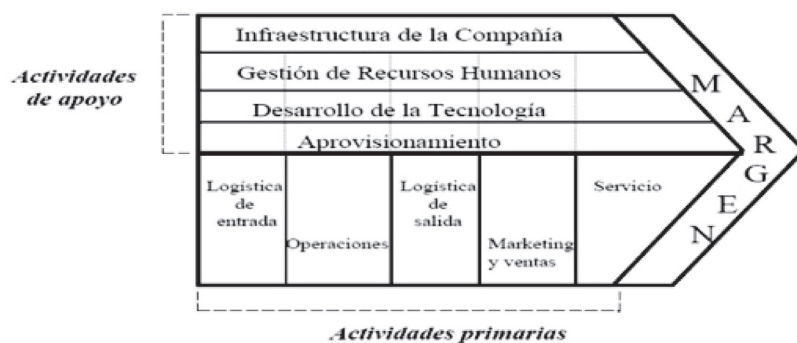 Infraestructura de la Compañía
Actividades
de apoyo
Gestión de Recursos Humanos
Desarrollo de la Tecnología
Aprovisionamiento
MARGEN
Logística
de
entrada
Operaciones
Logística
de
salida
Marketing
y ventas
Servicio
Actividades primarias